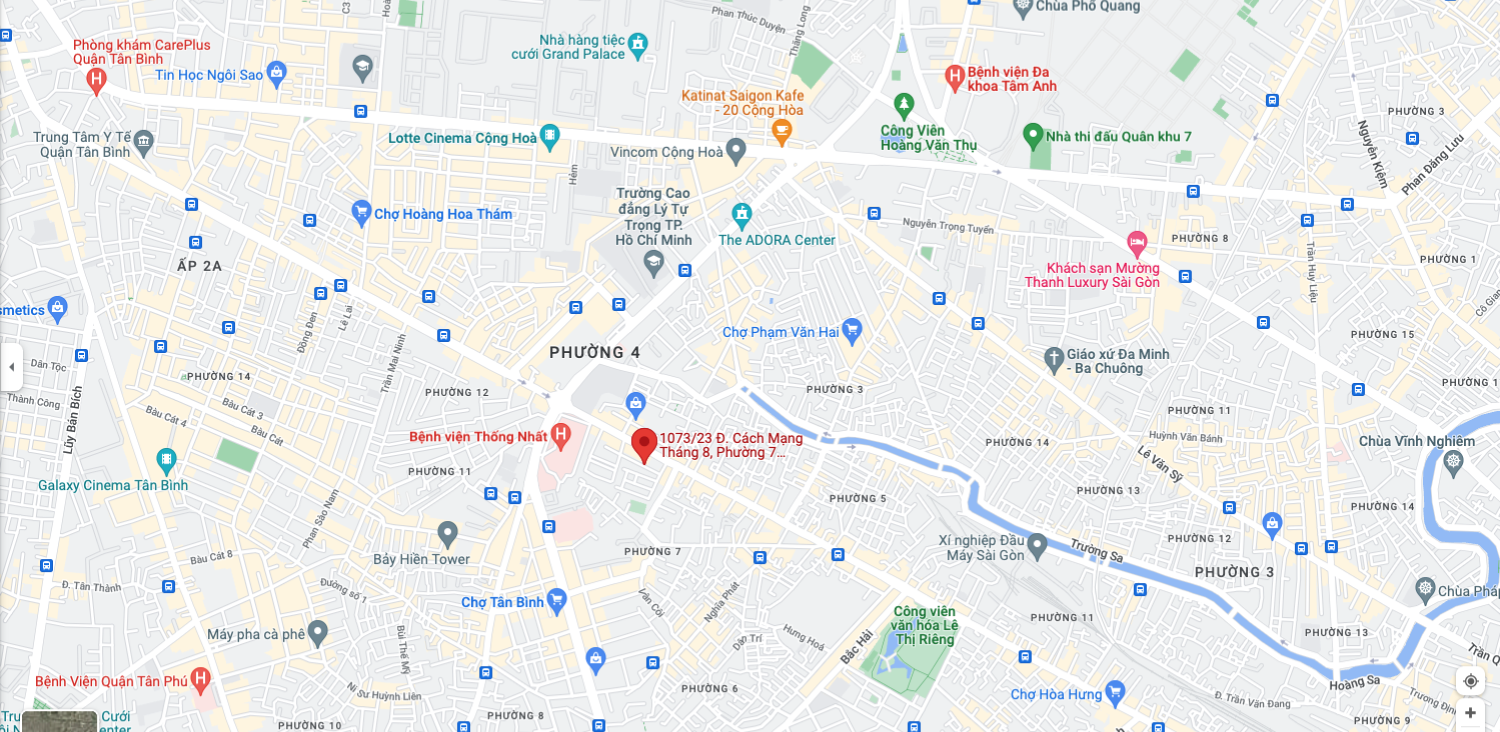 Phan Thúc Duyện
Thăng Long
Chùa Phổ Quang
C3
Hoàng
Phòng khám CarePlus
Quận Tân Bình
Tin Học Ngôi Sao
Nhà hàng tiệc
cưới Grand Palace
Bệnh viện Đa
khoa Tâm Anh
Katinat Saigon Kafe
- 20 Cộng Hòa
Công Viên
Hoàng Văn Thụ
Nhà thi đấu Quân khu 7
PHƯỜNG 3
Nguyễn Kiệm
Phan Đăng Lưu
Trung Tâm Y Tế
Quận Tân Bình
Lotte Cinema Cộng Hoà
Vincom Cộng Hoà
Hẻm
Trường Cao
đẳng Lý Tự
Trọng TP.
Hồ Chí Minh
Chợ Hoàng Hoa Thám
The ADORA Center
Nguyễn Trọng Tuyển
PHƯỜNG 8
Trần Huy Liệu
PHƯỜNG 1
ẤP 2A
Khách sạn Mường
Thanh Luxury Sài Gòn
Cô Giang
smetics
Đồng Đen
Lê Lai
Trần Mai Ninh
Chợ Phạm Văn Hai
PHƯỜNG 15
PHƯỜNG 4
Giáo xứ Đa Minh
- Ba Chuông
Dân Tộc
PHƯỜNG 14
PHƯỜNG 12
PHƯỜNG 3
PHƯỜNG 1
Thành Công
Lũy Bán Bích
Bàu Cát 3
Bàu Cát 4
PHƯỜNG 11
1073/23 Đ. Cách Mạng
Tháng 8, Phường 7...
Bệnh viện Thống Nhất
PHƯỜNG 14
Huỳnh Văn Bánh
Lê Văn Sỹ
Chùa Vĩnh Nghiêm
PHƯỜNG 11
Galaxy Cinema Tân Bình
PHƯỜNG 5
PHƯỜNG 13
PHƯỜNG 14
Phan Sào Nam
Bàu Cát 8
Bảy Hiền Tower
PHƯỜNG 7
Xí nghiệp Đầu
Máy Sài Gòn
Trường Sa
PHƯỜNG 12
PHƯỜNG 3
Đ. Tân Thành
Đường số 1
Chợ Tân Bình
Vân Côi
Nghĩa Phát
Chùa Pháp
Công viên
văn hóa Lê
Thị Riêng
PHƯỜNG 11
PHƯỜNG 13
Máy pha cà phê
Bùi Thế Mỹ
Dân Trí
Hưng Hoá
Bắc Hải
Trần Q
Bệnh Viện Quận Tân Phú
Ni Sư Huỳnh Liên
PHƯỜNG 6
Chợ Hòa Hưng
Hoàng Sa
Đ. Trần Văn Đang
Trương Định
Cưới
enter
PHƯỜNG 10
PHƯỜNG 8
PHƯỜNG 9